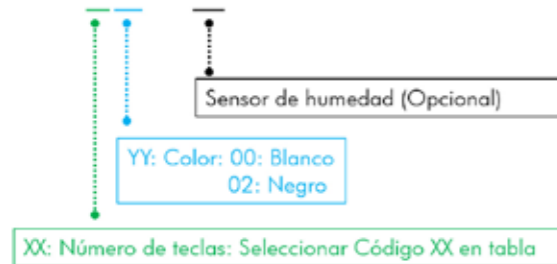 Sensor de humedad (Opcional)
YY: Color: 00: Blanco
02: Negro
XX: Número de teclas: Seleccionar Código XX en tabla